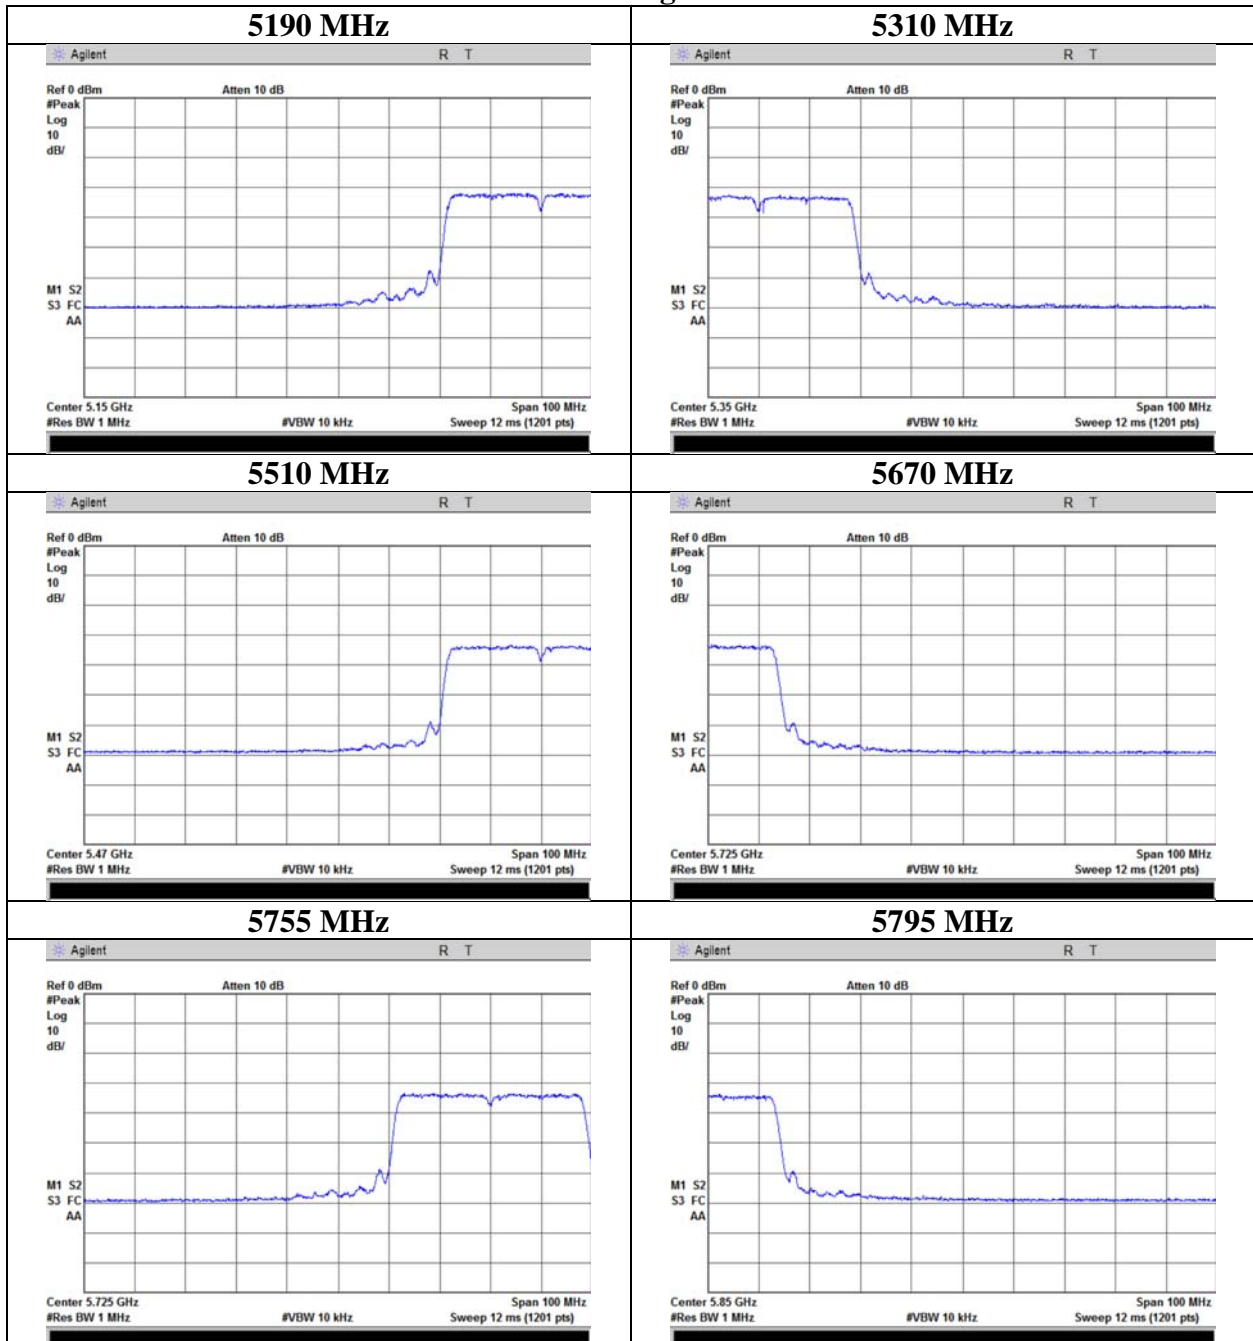 5190 MHz
5310 MHz
Agilent R T
Ref 0 dBm Atten 10 dB
#Peak
Log
10
dB/
M1 S2
S3 FC
AA
Center 5.15 GHz Span 100 MHz
#Res BW 1 MHz #VBW 10 kHz Sweep 12 ms (1201 pts)
Agilent R T
Ref 0 dBm Atten 10 dB
#Peak
Log
10
dB/
M1 S2
S3 FC
AA
Center 5.35 GHz Span 100 MHz
#Res BW 1 MHz #VBW 10 kHz Sweep 12 ms (1201 pts)
5510 MHz
5670 MHz
Agilent R T
Ref 0 dBm Atten 10 dB
#Peak
Log
10
dB/
M1 S2
S3 FC
AA
Center 5.47 GHz Span 100 MHz
#Res BW 1 MHz #VBW 10 kHz Sweep 12 ms (1201 pts)
Agilent R T
Ref 0 dBm Atten 10 dB
#Peak
Log
10
dB/
M1 S2
S3 FC
AA
Center 5.725 GHz Span 100 MHz
#Res BW 1 MHz #VBW 10 kHz Sweep 12 ms (1201 pts)
5755 MHz
5795 MHz
Agilent R T
Ref 0 dBm Atten 10 dB
#Peak
Log
10
dB/
M1 S2
S3 FC
AA
Center 5.725 GHz Span 100 MHz
#Res BW 1 MHz #VBW 10 kHz Sweep 12 ms (1201 pts)
Agilent R T
Ref 0 dBm Atten 10 dB
#Peak
Log
10
dB/
M1 S2
S3 FC
AA
Center 5.85 GHz Span 100 MHz
#Res BW 1 MHz #VBW 10 kHz Sweep 12 ms (1201 pts)